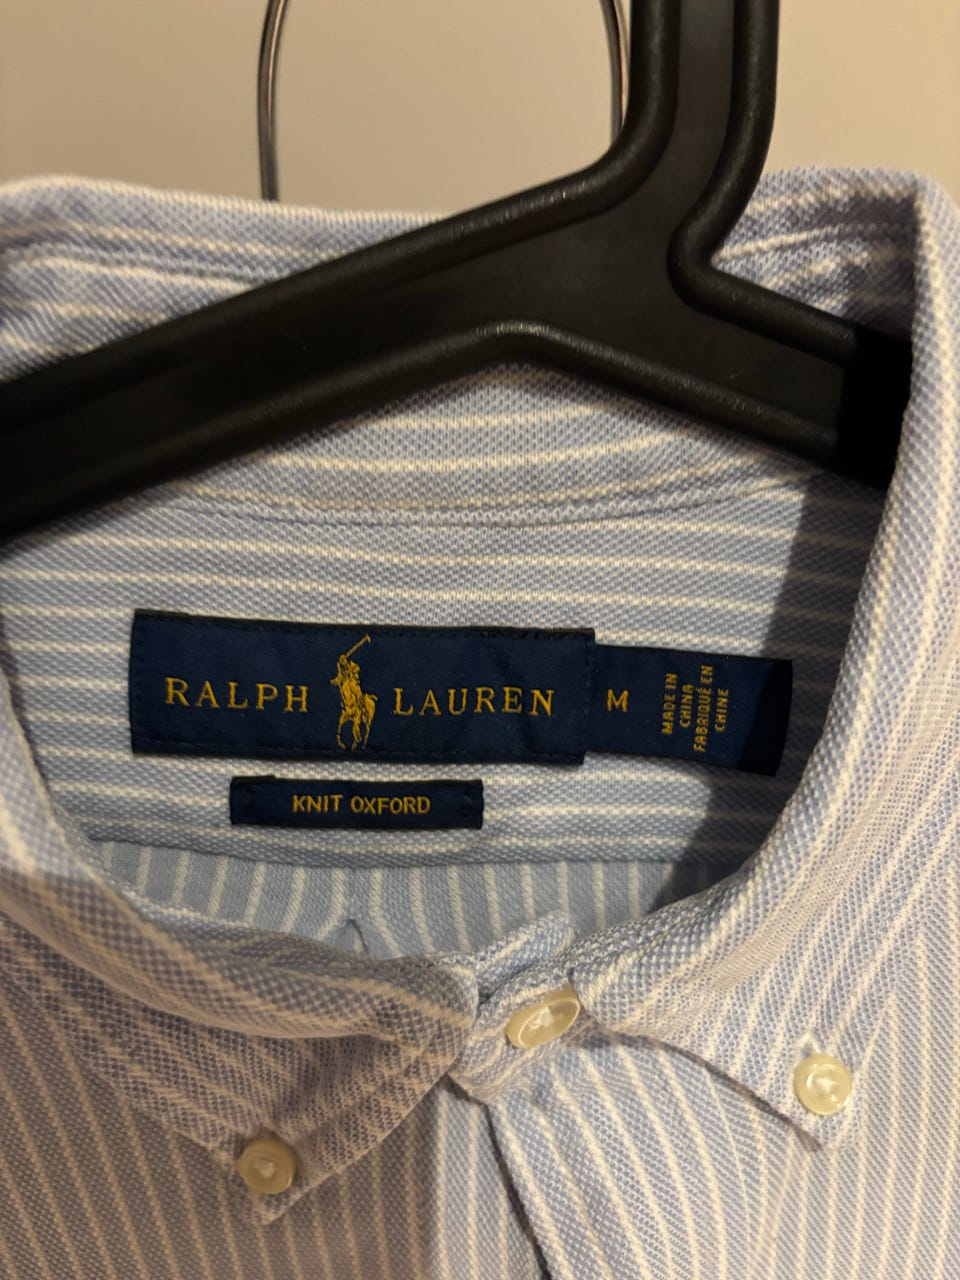 RALPH LAUREN
M
MADE IN
CHINA
FABRIQUÉ EN
CHINE
KNIT OXFORD